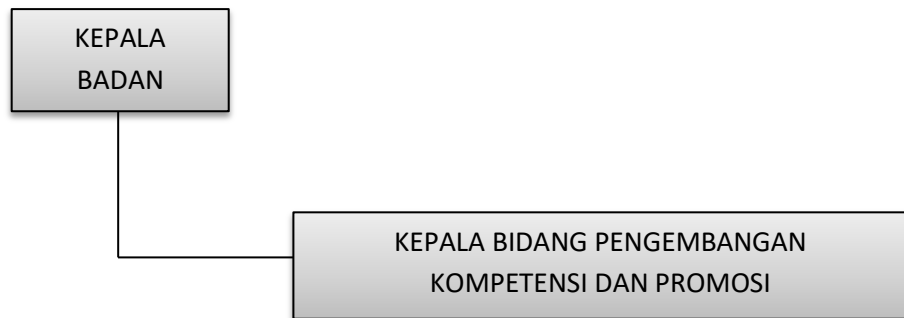 KEPALA
BADAN
KEPALA BIDANG PENGEMBANGAN
KOMPETENSI DAN PROMOSI